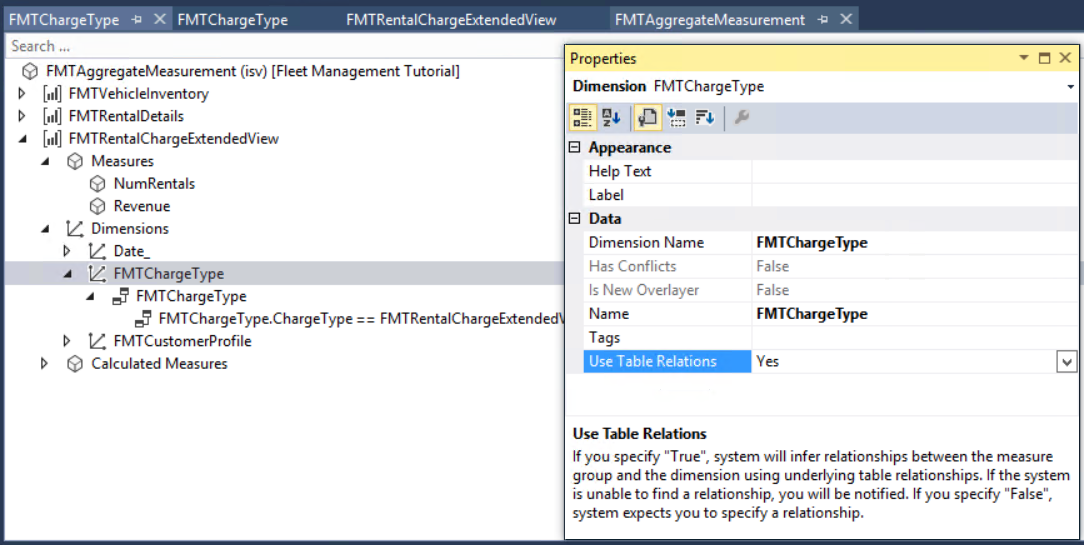 FMTChargeType FMTChargeType FMTRentalChargeExtendedView FMTAggregateMeasurement
Search ...
FMTAggregateMeasurement (isv) [Fleet Management Tutorial]
FMTVehicleInventory
FMTRentalDetails
FMTRentalChargeExtendedView
Measures
NumRentals
Revenue
Dimensions
Date_
FMTChargeType
FMTChargeType
FMTChargeType.ChargeType == FMTRentalChargeExtendedV
FMTCustomerProfile
Calculated Measures
Properties
Dimension FMTChargeType
Appearance
Help Text
Label
Data
Dimension Name FMTChargeType
Has Conflicts False
Is New Overlayer False
Name FMTChargeType
Tags
Use Table Relations Yes
Use Table Relations
If you specify "True", system will infer relationships between the measure
group and the dimension using underlying table relationships. If the system
is unable to find a relationship, you will be notified. If you specify "False",
system expects you to specify a relationship.